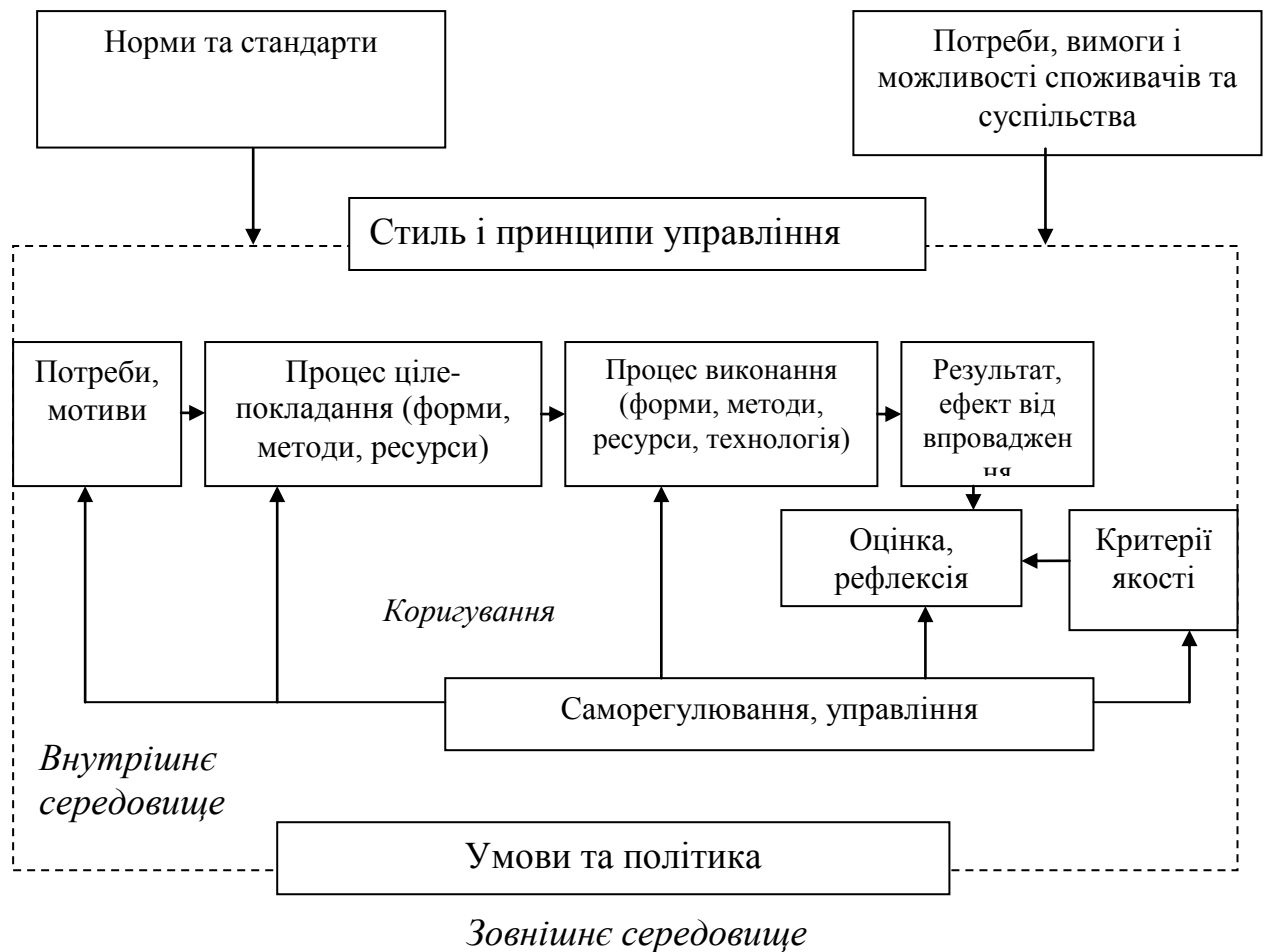 Норми та стандарти
Потреби, вимоги і
можливості споживачів та
суспільства
Стиль і принципи управління
Потреби,
мотиви
Процес ціле-
покладання (форми,
методи, ресурси)
Процес виконання
(форми, методи,
ресурси, технологія)
Результат,
ефект від
впроваджен
ня
Оцінка,
рефлексія
Критерії
якості
Коригування
Саморегулювання, управління
Внутрішнє
середовище
Умови та політика
Зовнішнє середовище